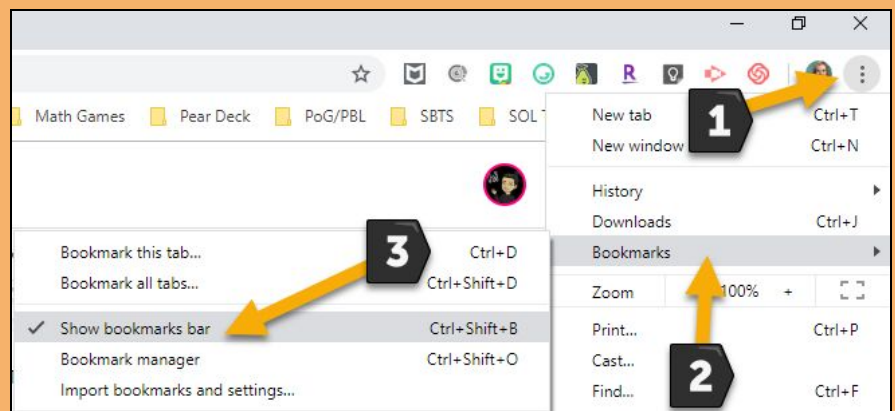 Math Games Pear Deck PoG/PBL SBTS SOL
R
1
New tab Ctrl+T
New window Ctrl+N
History
Downloads Ctrl+J
Bookmarks
Zoom 100% +
Print... Ctrl+P
Cast...
Find... Ctrl+F
2
3
Bookmark this tab... Ctrl+D
Bookmark all tabs... Ctrl+Shift+D
Show bookmarks bar Ctrl+Shift+B
Bookmark manager Ctrl+Shift+O
Import bookmarks and settings...